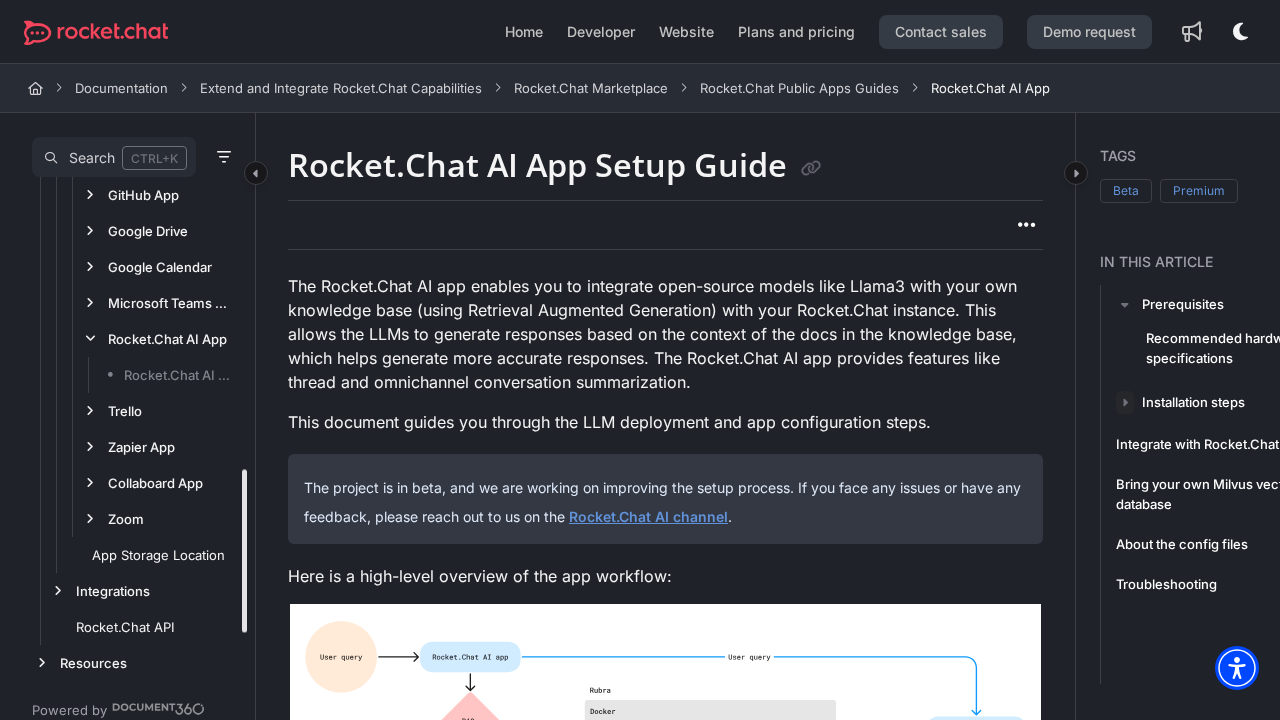 rocket.chat
Home
Developer
Website
Plans and pricing
Contact sales
Demo request
Documentation
Extend and Integrate Rocket.Chat Capabilities
Rocket.Chat Marketplace
Rocket.Chat Public Apps Guides
Rocket.Chat AI App
Search
CTRL+K
GitHub App
Google Drive
Google Calendar
Microsoft Teams ...
Rocket.Chat AI App
Rocket.Chat AI ...
Trello
Zapier App
Collaboard App
Zoom
App Storage Location
Integrations
Rocket.Chat API
Resources
Powered by DOCUMENT360
Rocket.Chat AI App Setup Guide
The Rocket.Chat AI app enables you to integrate open-source models like Llama3 with your own
knowledge base (using Retrieval Augmented Generation) with your Rocket.Chat instance. This
allows the LLMs to generate responses based on the context of the docs in the knowledge base,
which helps generate more accurate responses. The Rocket.Chat AI app provides features like
thread and omnichannel conversation summarization.
This document guides you through the LLM deployment and app configuration steps.
The project is in beta, and we are working on improving the setup process. If you face any issues or have any
feedback, please reach out to us on the Rocket.Chat AI channel.
Here is a high-level overview of the app workflow:
User query
Rocket.Chat AI app
User query
Rubra
Docker
TAGS
Beta
Premium
IN THIS ARTICLE
Prerequisites
Recommended hardw
specifications
Installation steps
Integrate with Rocket.Chat
Bring your own Milvus vect
database
About the config files
Troubleshooting